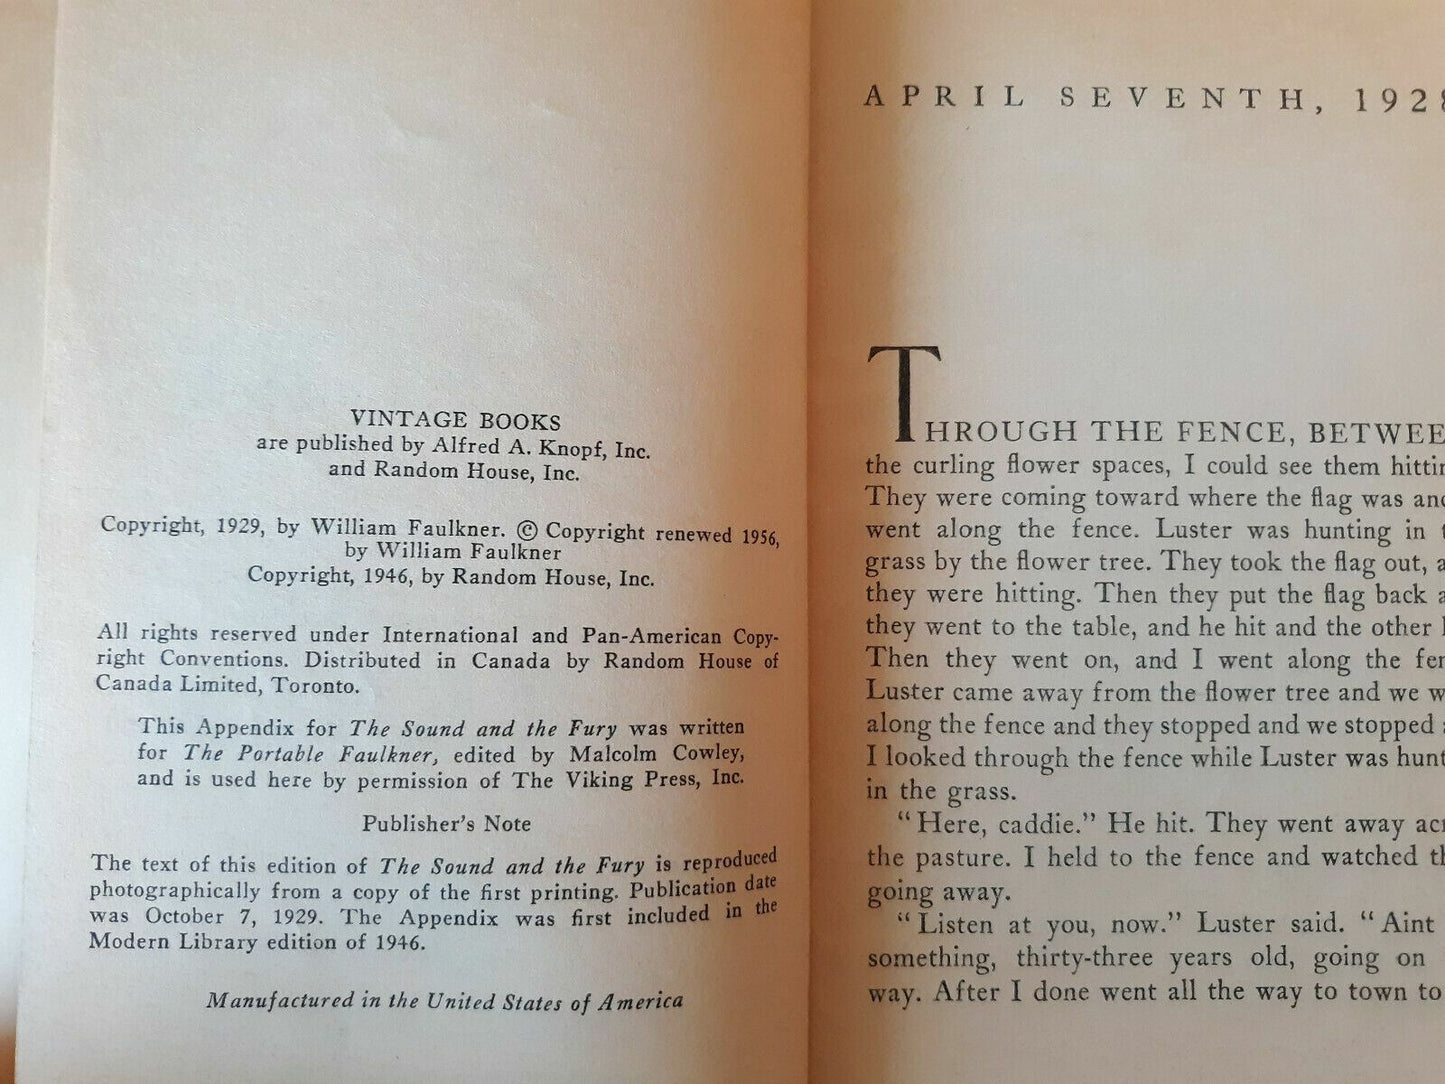 VINTAGE BOOKS
are published by Alfred A. Knopf, Inc.
and Random House, Inc.
Copyright, 1929, by William Faulkner. © Copyright renewed 1956,
by William Faulkner
Copyright, 1946, by Random House, Inc.
All rights reserved under International and Pan-American Copy-
right Conventions. Distributed in Canada by Random House of
Canada Limited, Toronto.
This Appendix for The Sound and the Fury was written
for The Portable Faulkner, edited by Malcolm Cowley,
and is used here by permission of The Viking Press, Inc.
Publisher's Note
The text of this edition of The Sound and the Fury is reproduced
photographically from a copy of the first printing. Publication date
was October 7, 1929. The Appendix was first included in the
Modern Library edition of 1946.
Manufactured in the United States of America
APRIL SEVENTH, 1928
THROUGH THE FENCE, BETWEE
the curling flower spaces, I could see them hittin
They were coming toward where the flag was and
went along the fence. Luster was hunting in t
grass by the flower tree. They took the flag out, a
they were hitting. Then they put the flag back a
they went to the table, and he hit and the other h
Then they went on, and I went along the fen
Luster came away from the flower tree and we w
along the fence and they stopped and we stopped a
I looked through the fence while Luster was hunt
in the grass.
"Here, caddie." He hit. They went away acr
the pasture. I held to the fence and watched th
going away.
"Listen at you, now." Luster said. "Aint
something, thirty-three years old, going on
way. After I done went all the way to town to